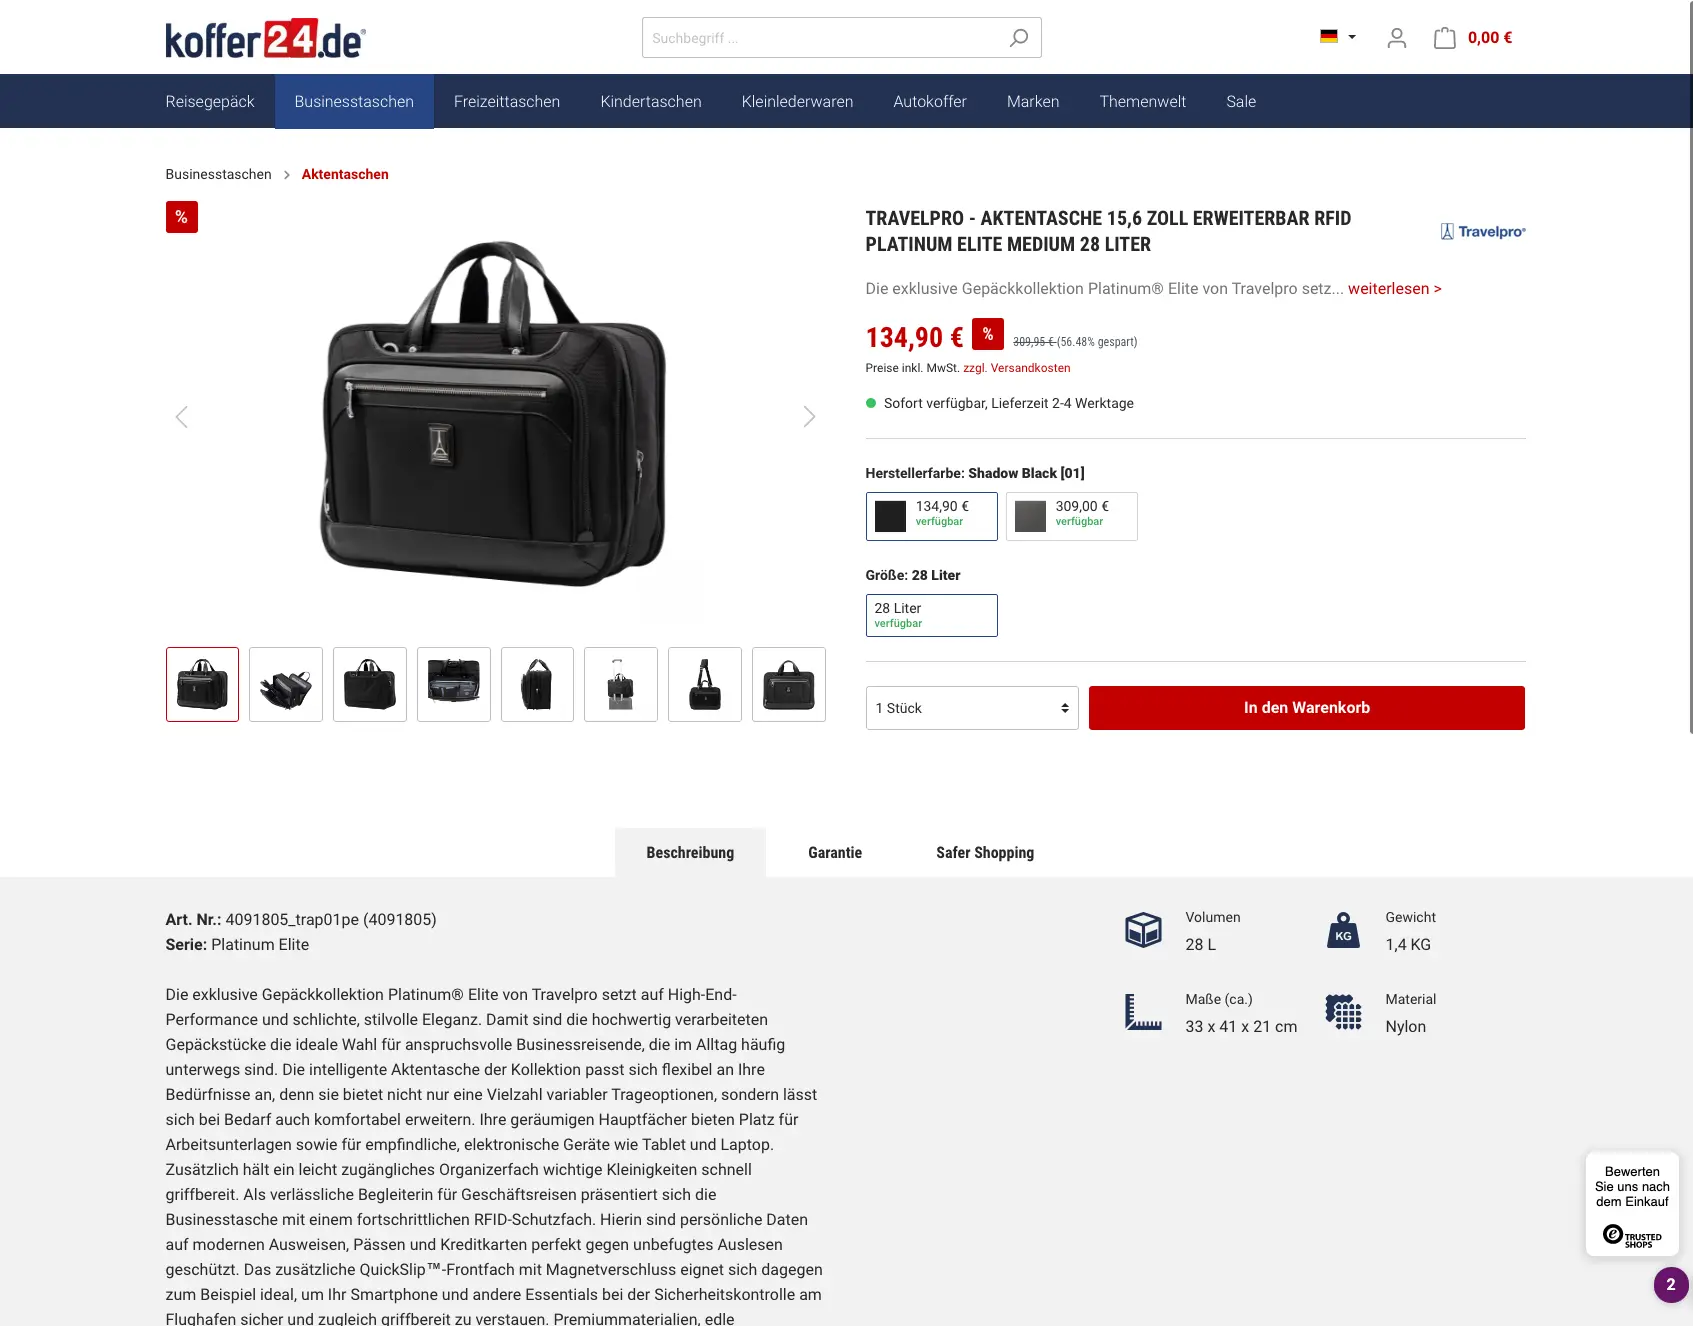 koffer24.de®
Suchbegriff ...
0,00 €
Reisegepäck Businesstaschen Freizeittaschen Kindertaschen Kleinlederwaren Autokoffer Marken Themenwelt Sale
Businesstaschen > Aktentaschen
%
TRAVELPRO - AKTENTASCHE 15,6 ZOLL ERWEITERBAR RFID
PLATINUM ELITE MEDIUM 28 LITER
Travelpro®
Die exklusive Gepäckkollektion Platinum® Elite von Travelpro setz... weiterlesen >
134,90 € % 309,95 € (56.48% gespart)
Preise inkl. MwSt. zzgl. Versandkosten
Sofort verfügbar, Lieferzeit 2-4 Werktage
Herstellerfarbe: Shadow Black [01]
134,90 €
verfügbar
309,00 €
verfügbar
Größe: 28 Liter
28 Liter
verfügbar
1 Stück
In den Warenkorb
Beschreibung Garantie Safer Shopping
Art. Nr.: 4091805_trap01pe (4091805)
Serie: Platinum Elite
Die exklusive Gepäckkollektion Platinum® Elite von Travelpro setzt auf High-End-
Performance und schlichte, stilvolle Eleganz. Damit sind die hochwertig verarbeiteten
Gepäckstücke die ideale Wahl für anspruchsvolle Businessreisende, die im Alltag häufig
unterwegs sind. Die intelligente Aktentasche der Kollektion passt sich flexibel an Ihre
Bedürfnisse an, denn sie bietet nicht nur eine Vielzahl variabler Trageoptionen, sondern lässt
sich bei Bedarf auch komfortabel erweitern. Ihre geräumigen Hauptfächer bieten Platz für
Arbeitsunterlagen sowie für empfindliche, elektronische Geräte wie Tablet und Laptop.
Zusätzlich hält ein leicht zugängliches Organizerfach wichtige Kleinigkeiten schnell
griffbereit. Als verlässliche Begleiterin für Geschäftsreisen präsentiert sich die
Businesstasche mit einem fortschrittlichen RFID-Schutzfach. Hierin sind persönliche Daten
auf modernen Ausweisen, Pässen und Kreditkarten perfekt gegen unbefugtes Auslesen
geschützt. Das zusätzliche QuickSlip™-Frontfach mit Magnetverschluss eignet sich dagegen
zum Beispiel ideal, um Ihr Smartphone und andere Essentials bei der Sicherheitskontrolle am
Flughafen sicher und zugleich griffbereit zu verstauen. Premiummaterialien, edle
Volumen
28 L
KG
Gewicht
1,4 KG
Maße (ca.)
33 x 41 x 21 cm
Material
Nylon
Bewerten
Sie uns nach
dem Einkauf
e TRUSTED
SHOPS
2